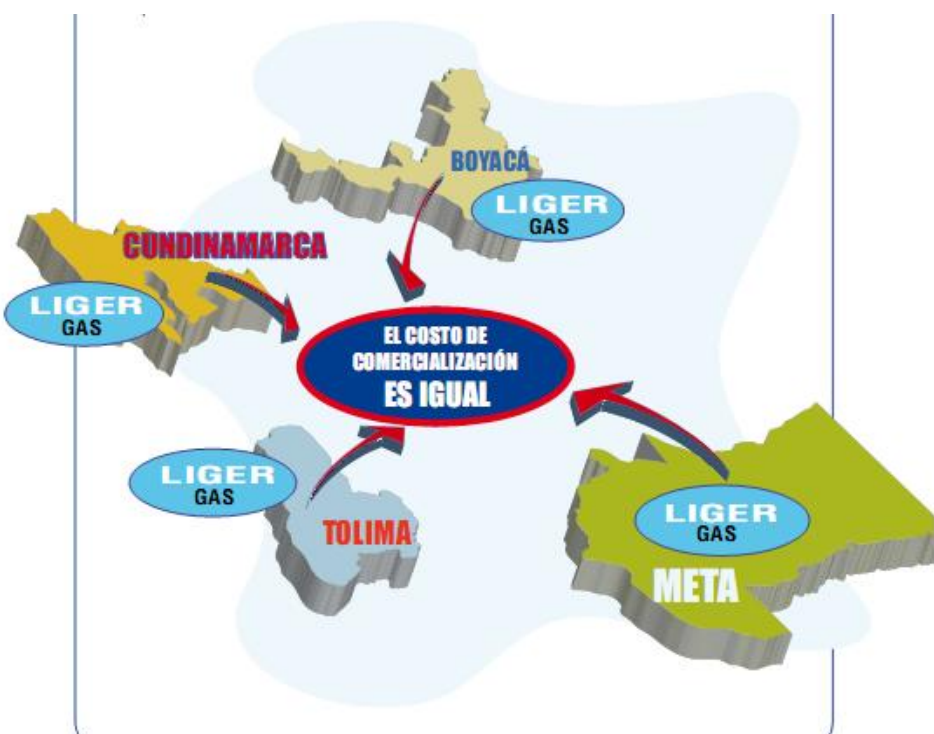 BOYACÁ
LIGER
GAS
CUNDINAMARCA
LIGER
GAS
EL COSTO DE
COMERCIALIZACIÓN
ES IGUAL
LIGER
GAS
TOLIMA
LIGER
GAS
META